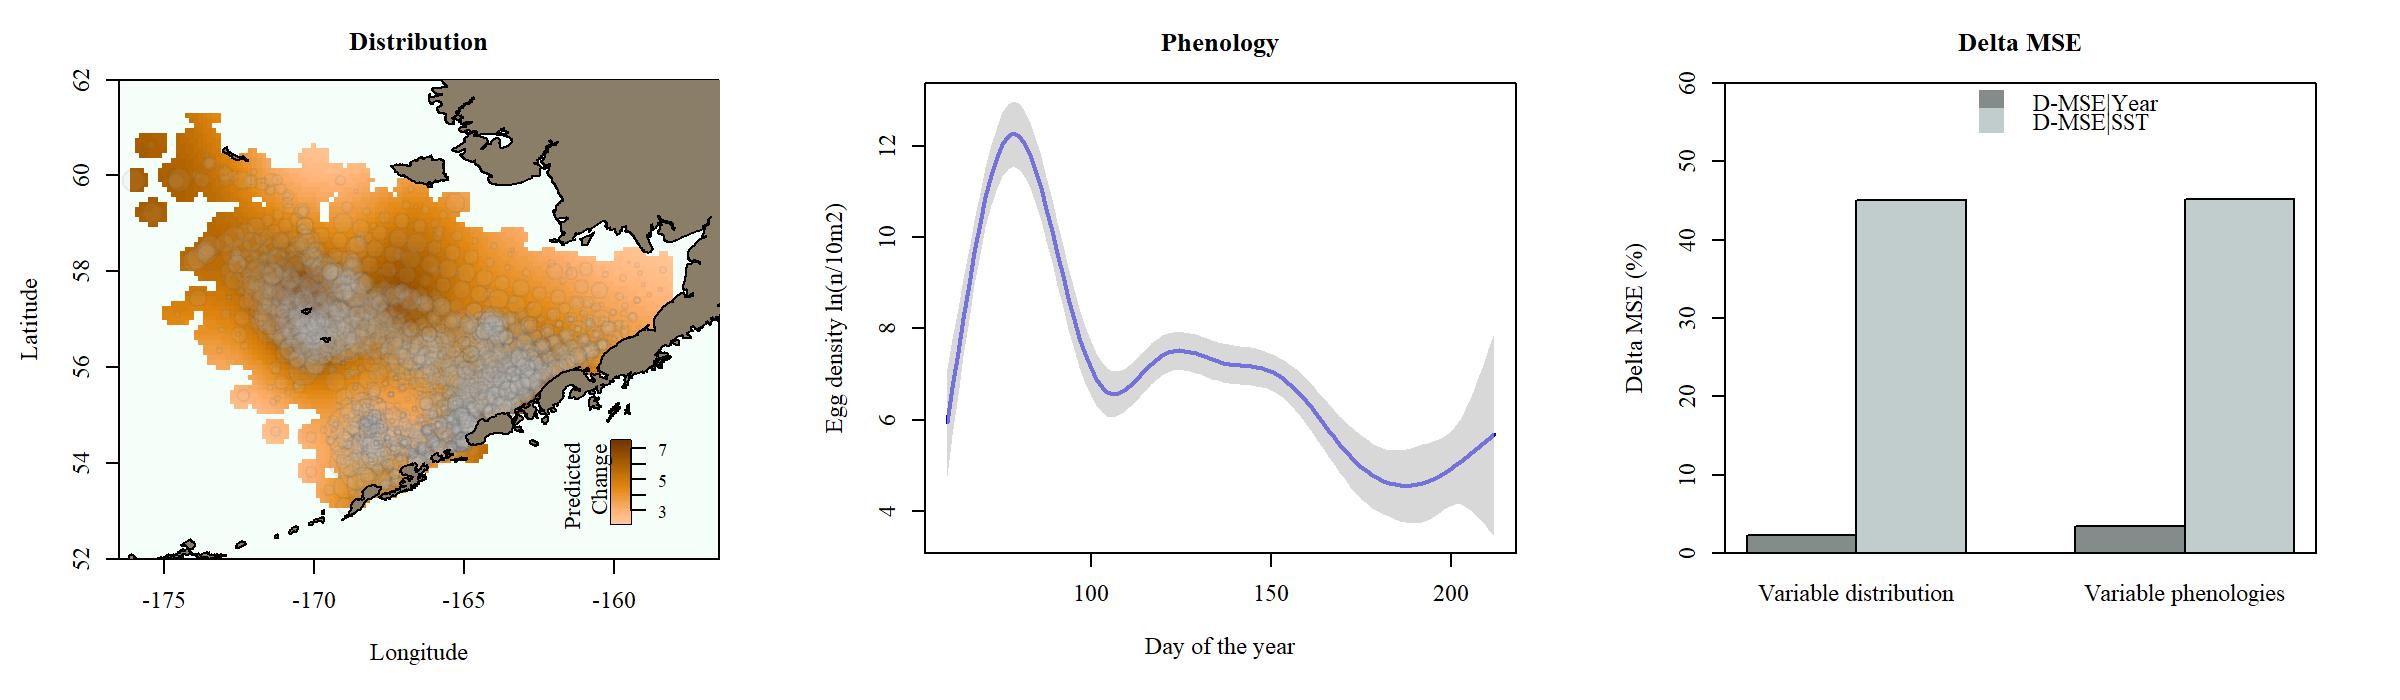 Distribution
62
60
58
56
54
52
Latitude
-175
-170
-165
-160
Longitude
Predicted
Change
7
5
3
Phenology
12
10
8
6
4
Egg density ln(n/10m2)
100
150
200
Day of the year
Delta MSE
60
50
40
30
20
10
0
Delta MSE (%)
D-MSE|Year
D-MSE|SST
Variable distribution
Variable phenologies